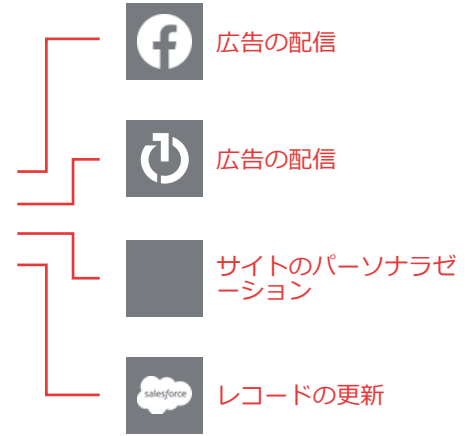 広告の配信
広告の配信
サイトのパーソナラゼ
ーション
salesforce
レコードの更新